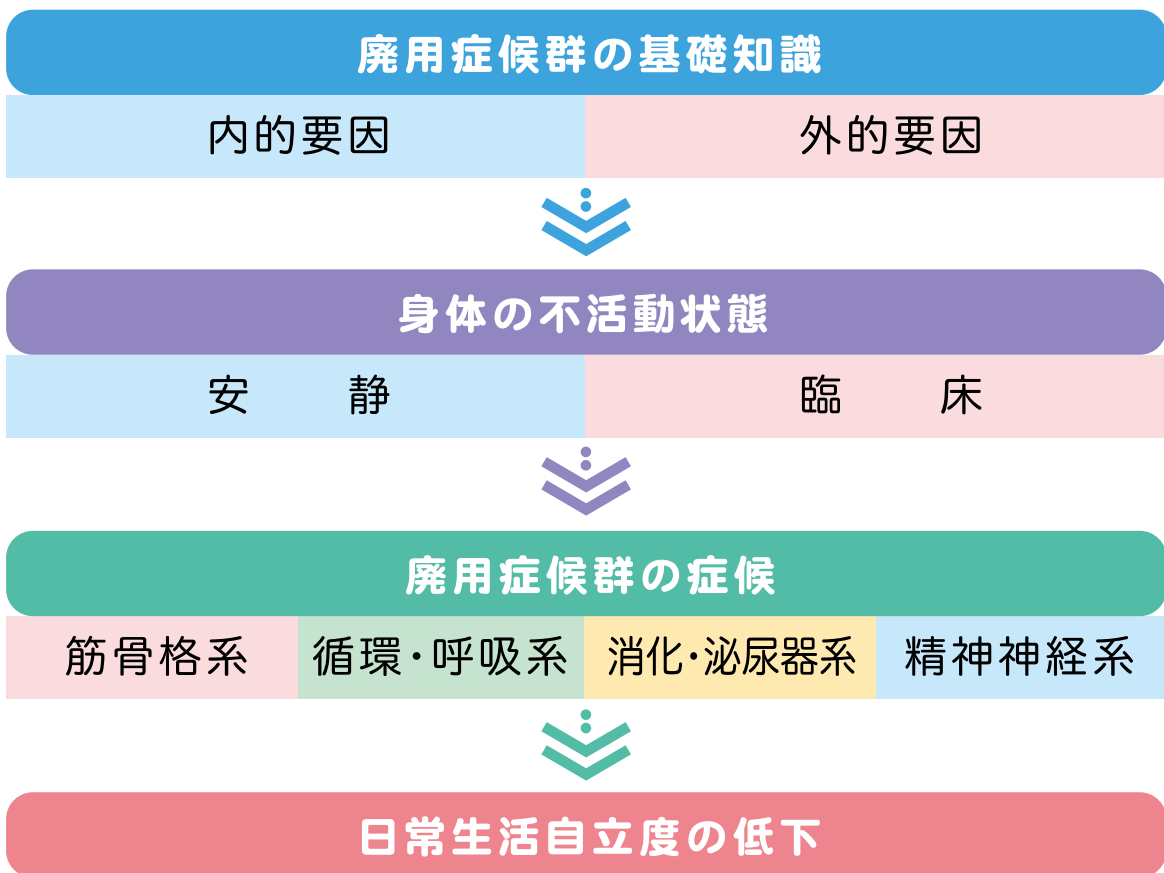 廃用症候群の基礎知識
内的要因 外的要因
身体の不活動状態
安 静 臨 床
廃用症候群の症候
筋骨格系 循環・呼吸系 消化・泌尿器系 精神神経系
日常生活自立度の低下